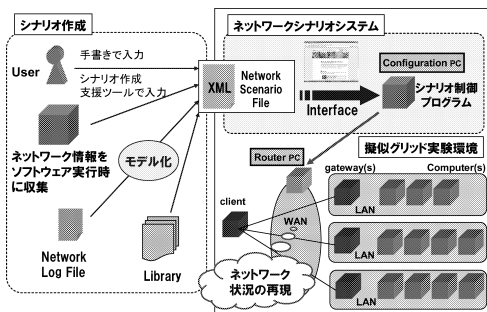 シナリオ作成
手書きで入力
User
シナリオ作成
支援ツールで入力
ネットワーク情報を
ソフトウェア実行時
に収集
モデル化
Network
Log File
Library
ネットワークシナリオシステム
XML
Network
Scenario
File
Interface
Configuration PC
シナリオ制御
プログラム
擬似グリッド実験環境
Router PC
gateway(s)
Computer(s)
client
WAN
LAN
LAN
LAN
ネットワーク
状況の再現